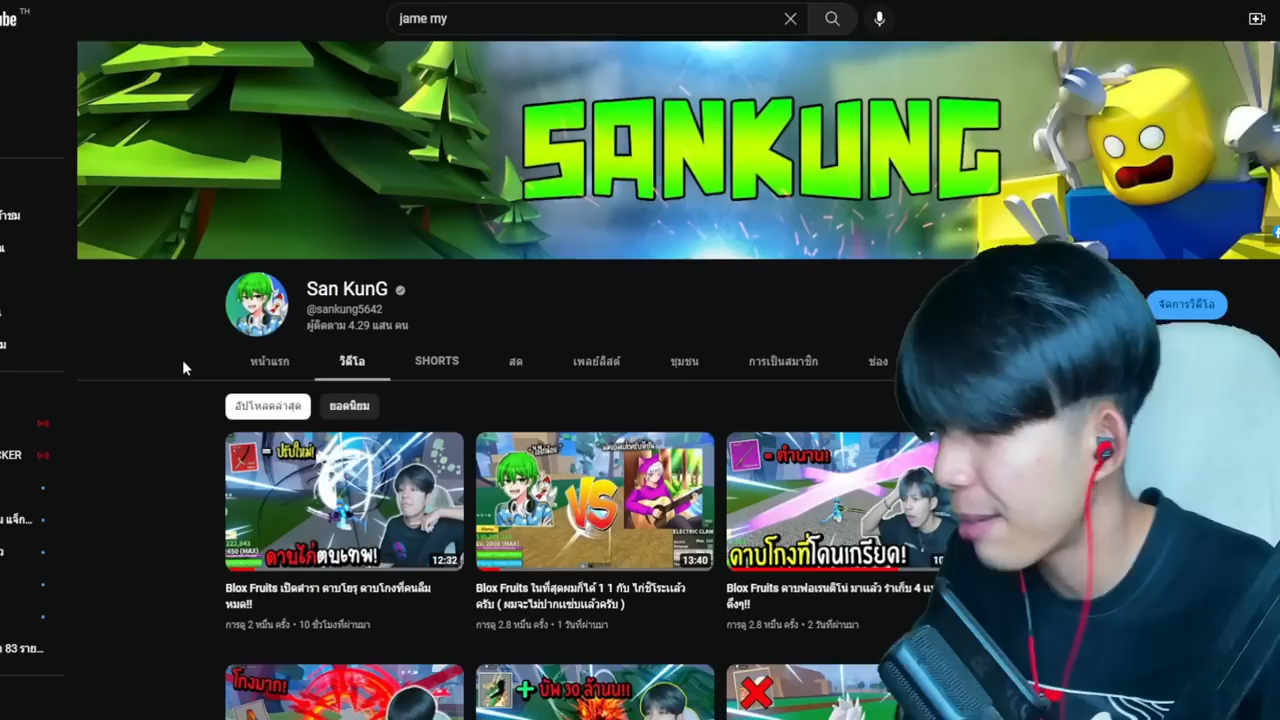 TH
jame my
SANKUNG
San KunG
@sankung5642
ผู้ติดตาม 4.29 แสน คน
จัดการวิดีโอ
หน้าแรก
วิดีโอ
SHORTS
สด
เพลย์ลิสต์
ชุมชน
การเป็นสมาชิก
ช่อง
อัปโหลดล่าสุด
ยอดนิยม
= ปรับใหม่!
ดาบไก่ตบเทพ!
12:32
VS
ELECTRIC CLAW
13:40
= ตำนาน!
ดาบโกงที่โดนเกรียด!
Blox Fruits เปิดตำรา ดาบโยรุ ดาบโกงที่คนลืม
หมด!!
การดู 2 หมื่น ครั้ง • 10 ชั่วโมงที่ผ่านมา
Blox Fruits ในที่สุดผมก็ได้ 1 1 กับ ไก่ชิโระแล้ว
ครับ ( ผมจะไม่ปากแซ่บแล้วครับ )
การดู 2.8 หมื่น ครั้ง • 1 วันที่ผ่านมา
Blox Fruits ดาบฟอเรนติโน่ มาแล้ว ร่าเก็บ 4
ตึงๆ!!
การดู 2.8 หมื่น ครั้ง • 2 วันที่ผ่านมา
CKER
83 ราย...
โกงมาก!
+ บัพ 30 ล้านน!!